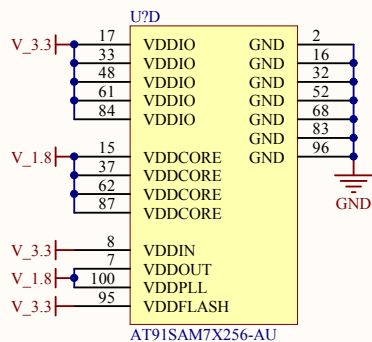 U?D
V_3.3 17 VDDIO GND 2
33 VDDIO GND 16
48 VDDIO GND 32
61 VDDIO GND 52
84 VDDIO GND 68
GND 83
V_1.8 15 VDDCORE GND 96
37 VDDCORE
62 VDDCORE
87 VDDCORE
GND
V_3.3 8 VDDIN
7 VDDOUT
V_1.8 100 VDDPLL
V_3.3 95 VDDFLASH
AT91SAM7X256-AU